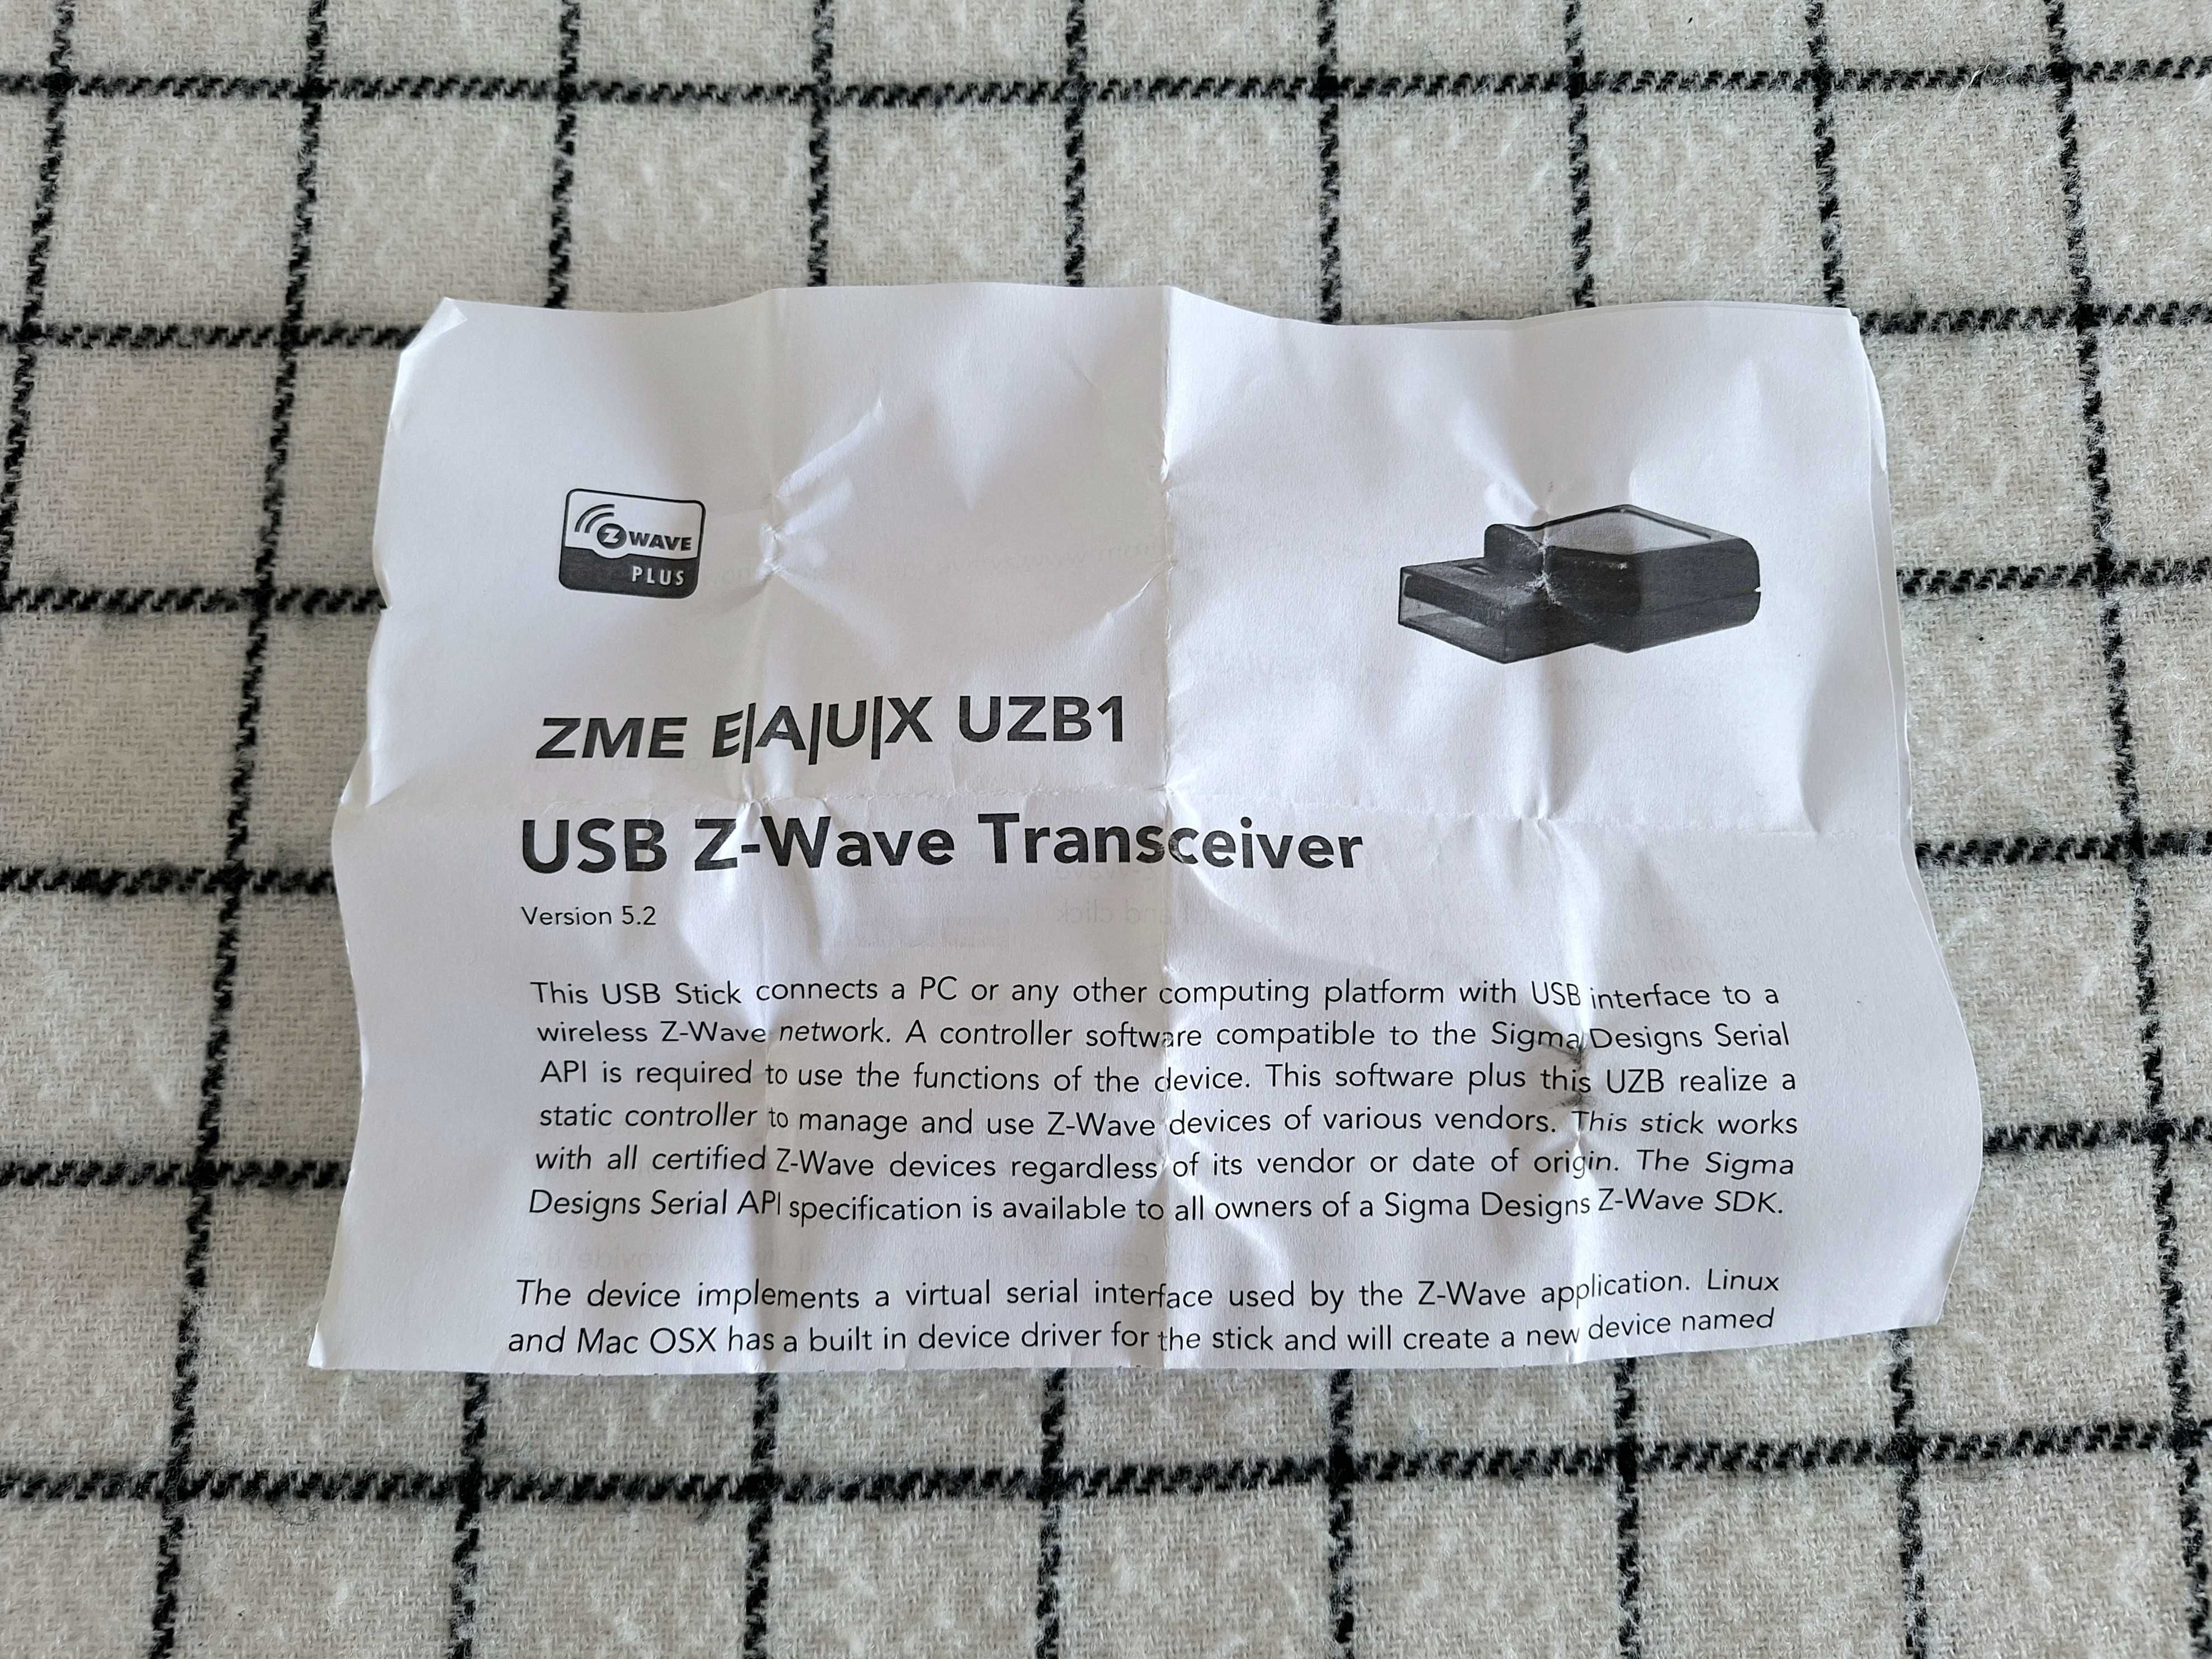 Z WAVE
PLUS
ZME E|A|U|X UZB1
USB Z-Wave Transceiver
Version 5.2
This USB Stick connects a PC or any other computing platform with USB interface to a
wireless Z-Wave network. A controller software compatible to the Sigma Designs Serial
API is required to use the functions of the device. This software plus this UZB realize a
static controller to manage and use Z-Wave devices of various vendors. This stick works
with all certified Z-Wave devices regardless of its vendor or date of origin. The Sigma
Designs Serial API specification is available to all owners of a Sigma Designs Z-Wave SDK.
The device implements a virtual serial interface used by the Z-Wave application. Linux
and Mac OSX has a built in device driver for the stick and will create a new device named